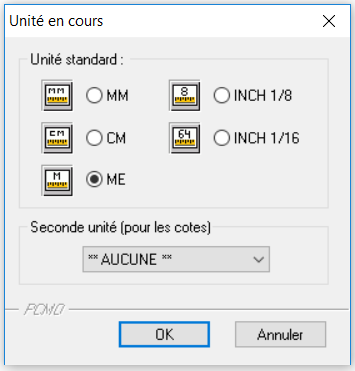 Unité en cours
Unité standard :
MM MM
8 INCH 1/8
CM CM
64 INCH 1/16
M ME
Seconde unité (pour les cotes)
** AUCUNE **
PCMO
OK Annuler